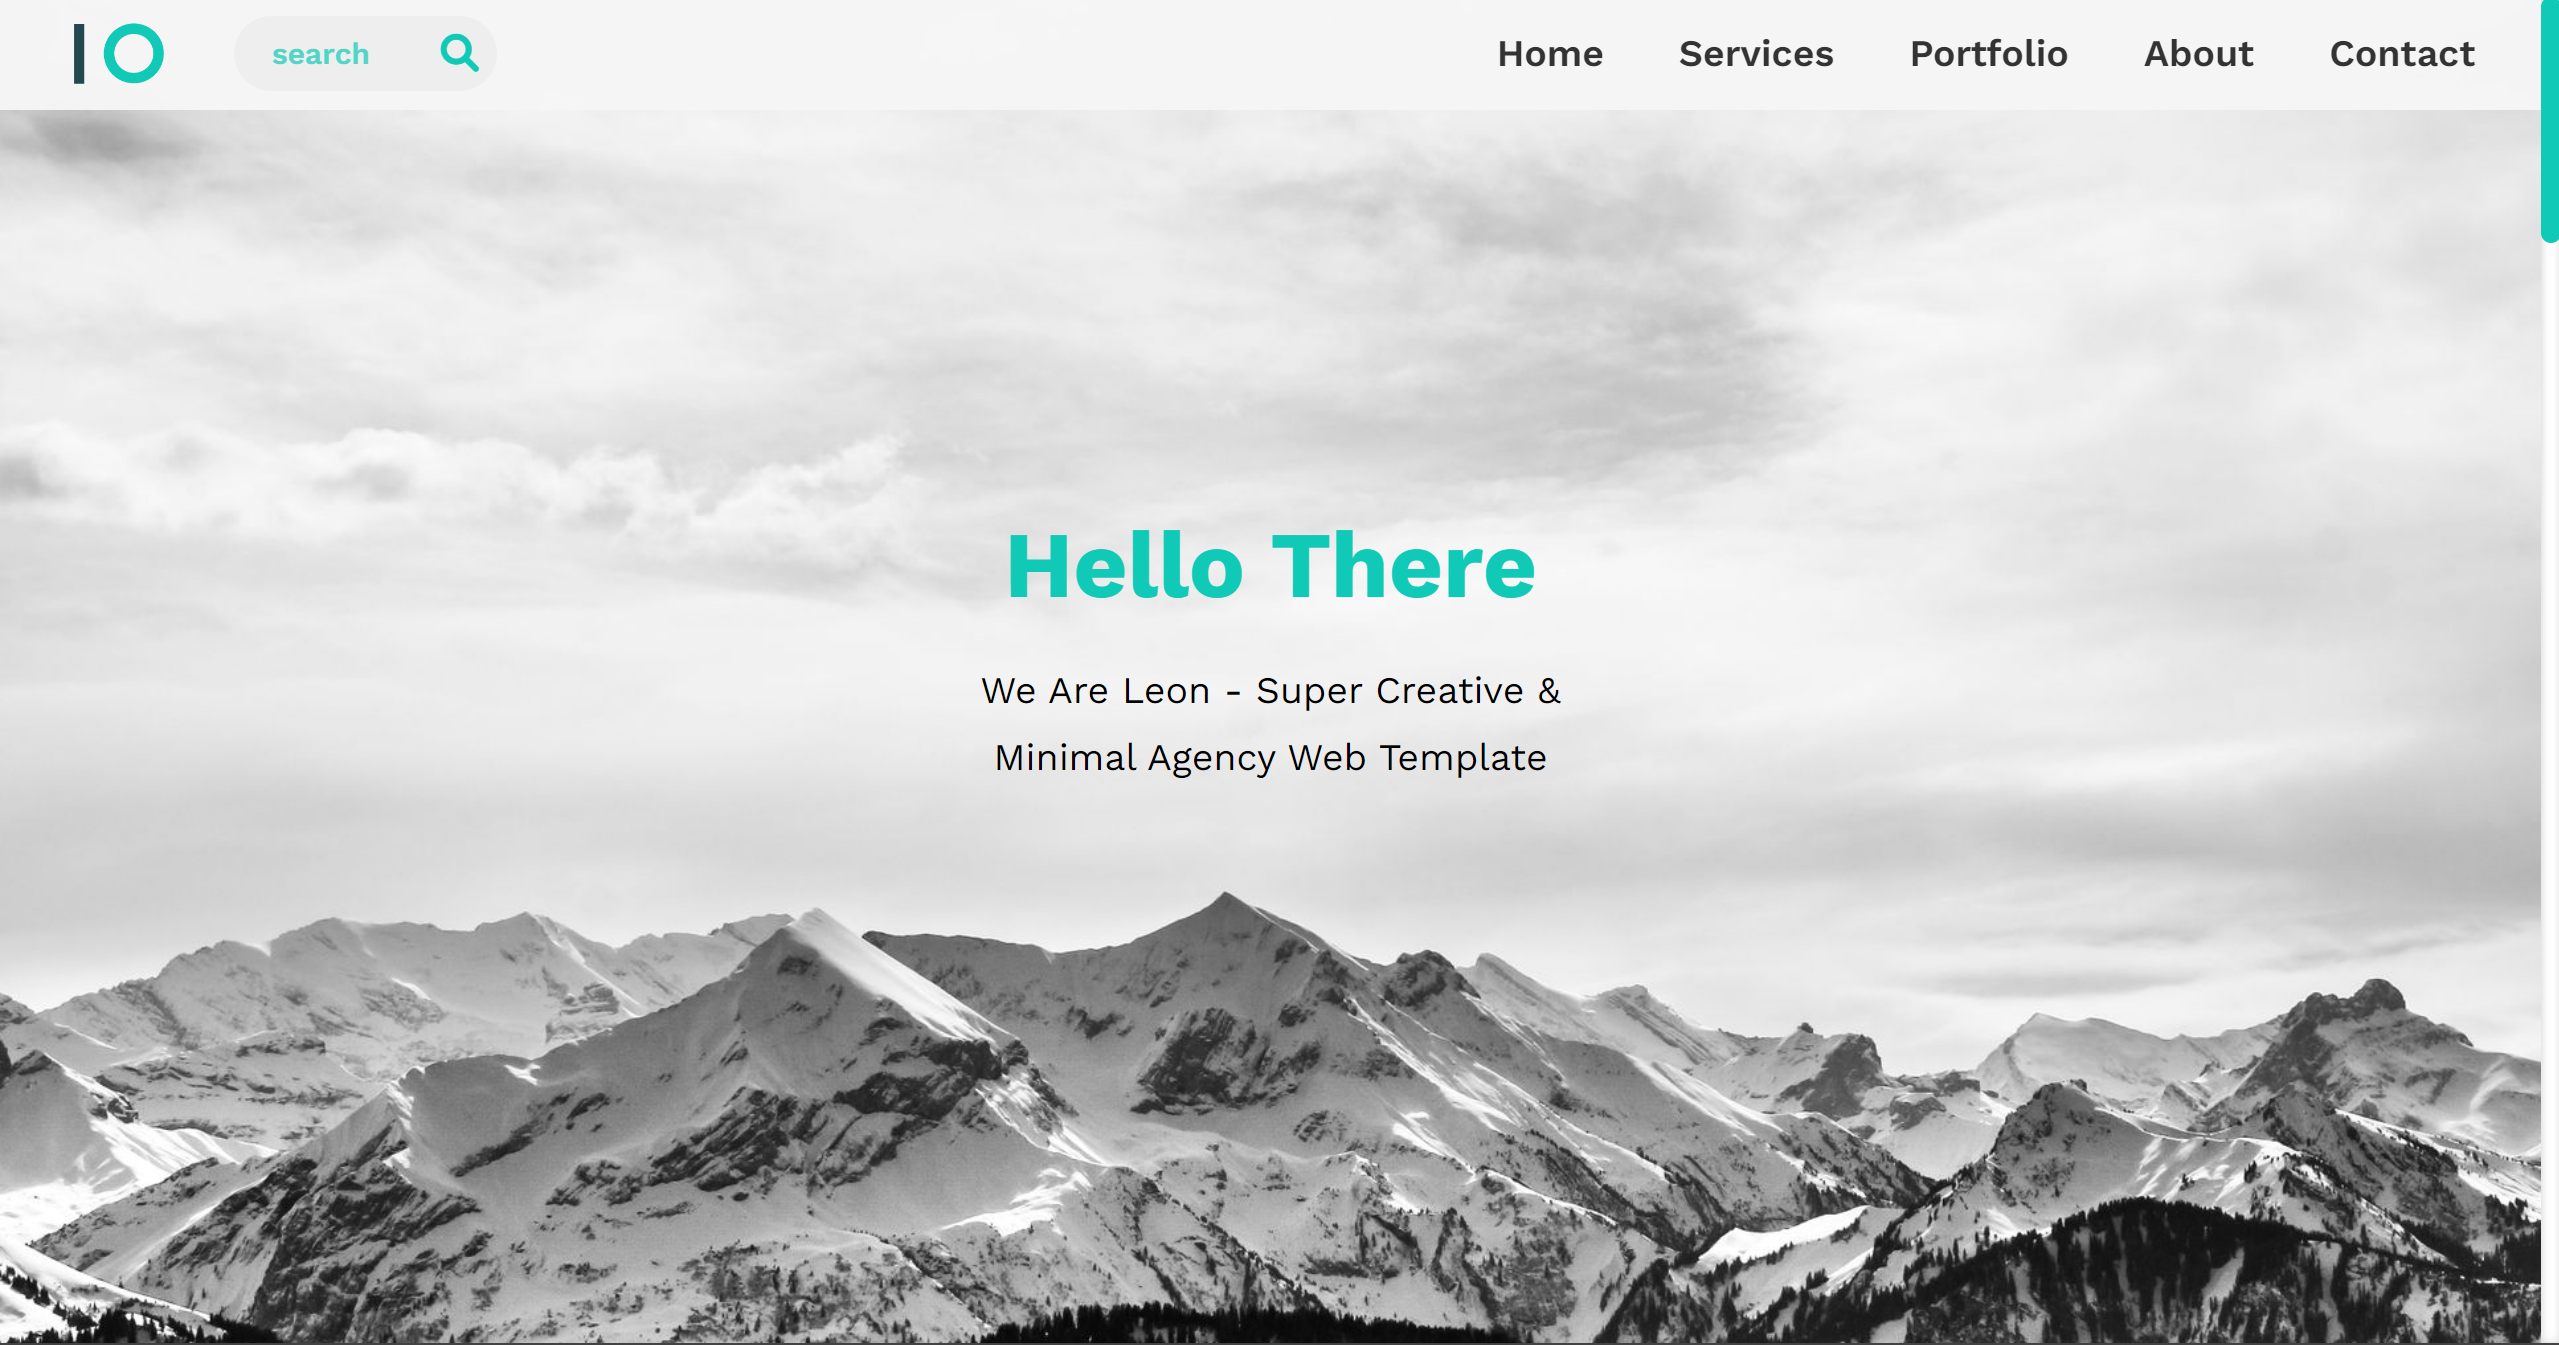 IO
search
Home Services Portfolio About Contact
Hello There
We Are Leon - Super Creative &
Minimal Agency Web Template